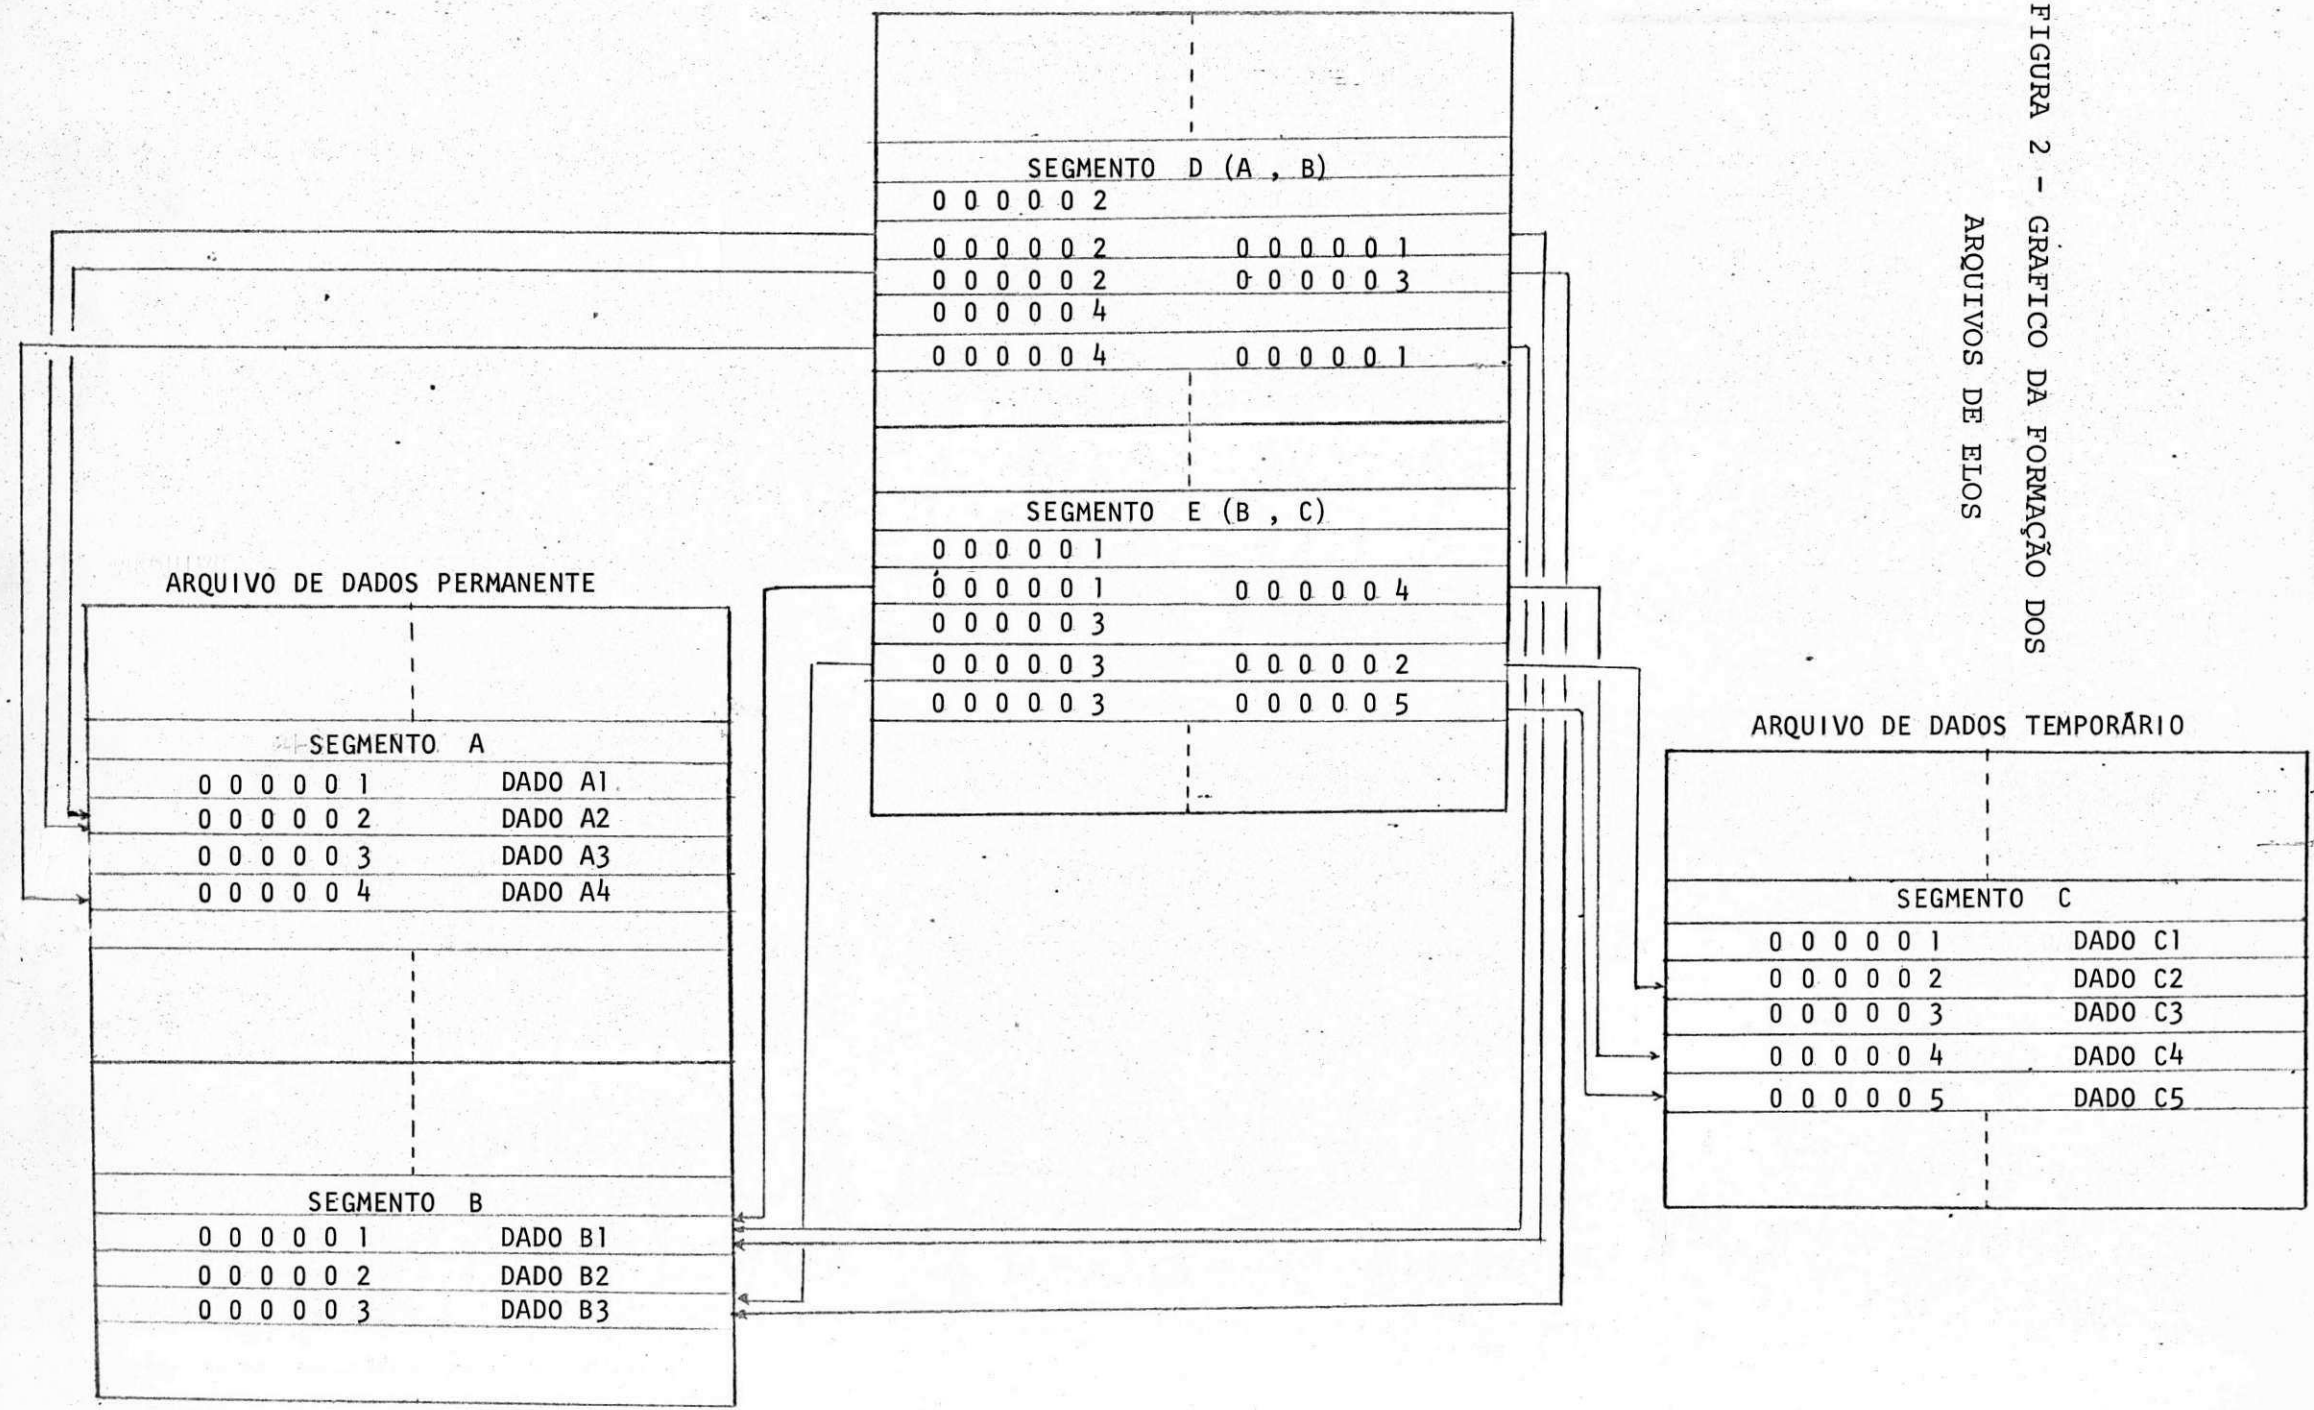 FIGURA 2 - GRAFICO DA FORMAÇÃO DOS
ARQUIVOS DE ELOS
SEGMENTO D (A , B)
0 0 0 0 0 2
0 0 0 0 0 2 0 0 0 0 0 1
0 0 0 0 0 2 0 0 0 0 0 3
0 0 0 0 0 4
0 0 0 0 0 4 0 0 0 0 0 1
SEGMENTO E (B , C)
0 0 0 0 0 1
0 0 0 0 0 1 0 0 0 0 0 4
0 0 0 0 0 3
0 0 0 0 0 3 0 0 0 0 0 2
0 0 0 0 0 3 0 0 0 0 0 5
ARQUIVO DE DADOS PERMANENTE
SEGMENTO A
0 0 0 0 0 1 DADO A1
0 0 0 0 0 2 DADO A2
0 0 0 0 0 3 DADO A3
0 0 0 0 0 4 DADO A4
SEGMENTO B
0 0 0 0 0 1 DADO B1
0 0 0 0 0 2 DADO B2
0 0 0 0 0 3 DADO B3
ARQUIVO DE DADOS TEMPORÁRIO
SEGMENTO C
0 0 0 0 0 1 DADO C1
0 0 0 0 0 2 DADO C2
0 0 0 0 0 3 DADO C3
0 0 0 0 0 4 DADO C4
0 0 0 0 0 5 DADO C5